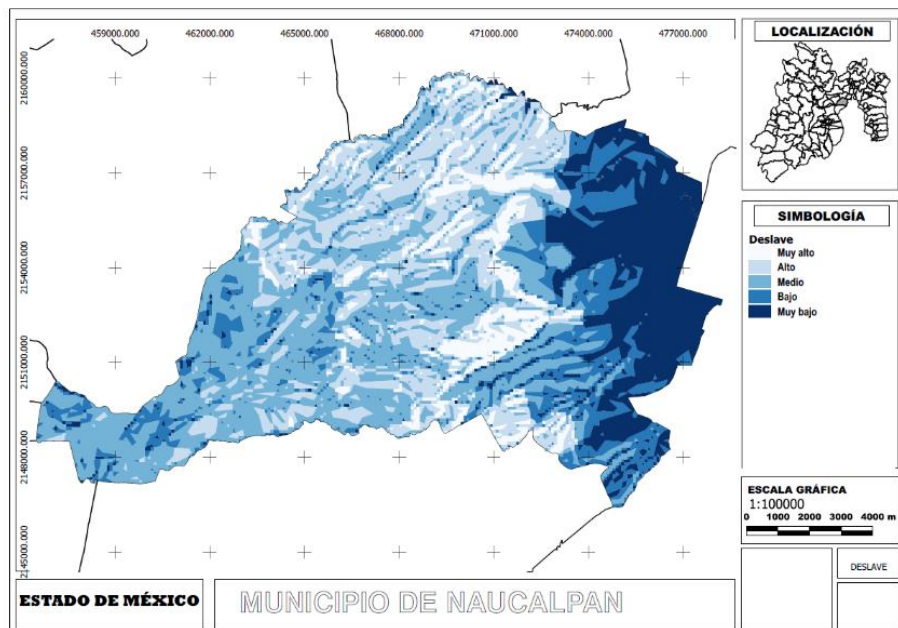 459000.000 462000.000 465000.000 468000.000 471000.000 474000.000 477000.000
2160000.000
2157000.000
2154000.000
2151000.000
2148000.000
2145000.000
LOCALIZACIÓN
SIMBOLOGÍA
Deslave
Muy alto
Alto
Medio
Bajo
Muy bajo
ESCALA GRÁFICA
1:100000
0 1000 2000 3000 4000 m
DESLAVE
ESTADO DE MÉXICO
MUNICIPIO DE NAUCALPAN